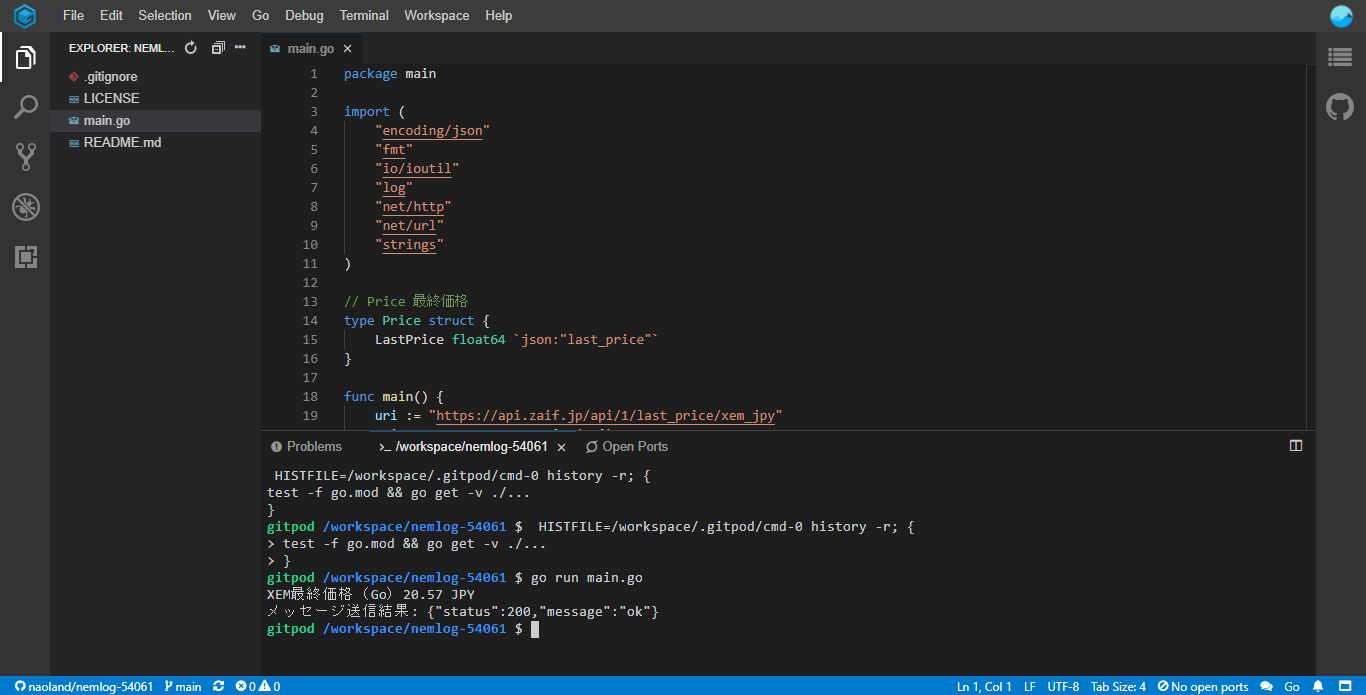 File Edit Selection View Go Debug Terminal Workspace Help
EXPLORER: NEML...
.gitignore
LICENSE
main.go
README.md
main.go
1 package main
2
3 import (
4 "encoding/json"
5 "fmt"
6 "io/ioutil"
7 "log"
8 "net/http"
9 "net/url"
10 "strings"
11 )
12
13 // Price 最終価格
14 type Price struct {
15 LastPrice float64 `json:"last_price"`
16 }
17
18 func main() {
19 uri := "https://api.zaif.jp/api/1/last_price/xem_jpy"
Problems >_ /workspace/nemlog-54061 Open Ports
HISTFILE=/workspace/.gitpod/cmd-0 history -r; {
test -f go.mod && go get -v ./...
}
gitpod /workspace/nemlog-54061 $ HISTFILE=/workspace/.gitpod/cmd-0 history -r; {
> test -f go.mod && go get -v ./...
> }
gitpod /workspace/nemlog-54061 $ go run main.go
XEM最終価格（Go）20.57 JPY
メッセージ送信結果: {"status":200,"message":"ok"}
gitpod /workspace/nemlog-54061 $
naoland/nemlog-54061 main 0 0 Ln 1, Col 1 LF UTF-8 Tab Size: 4 No open ports Go